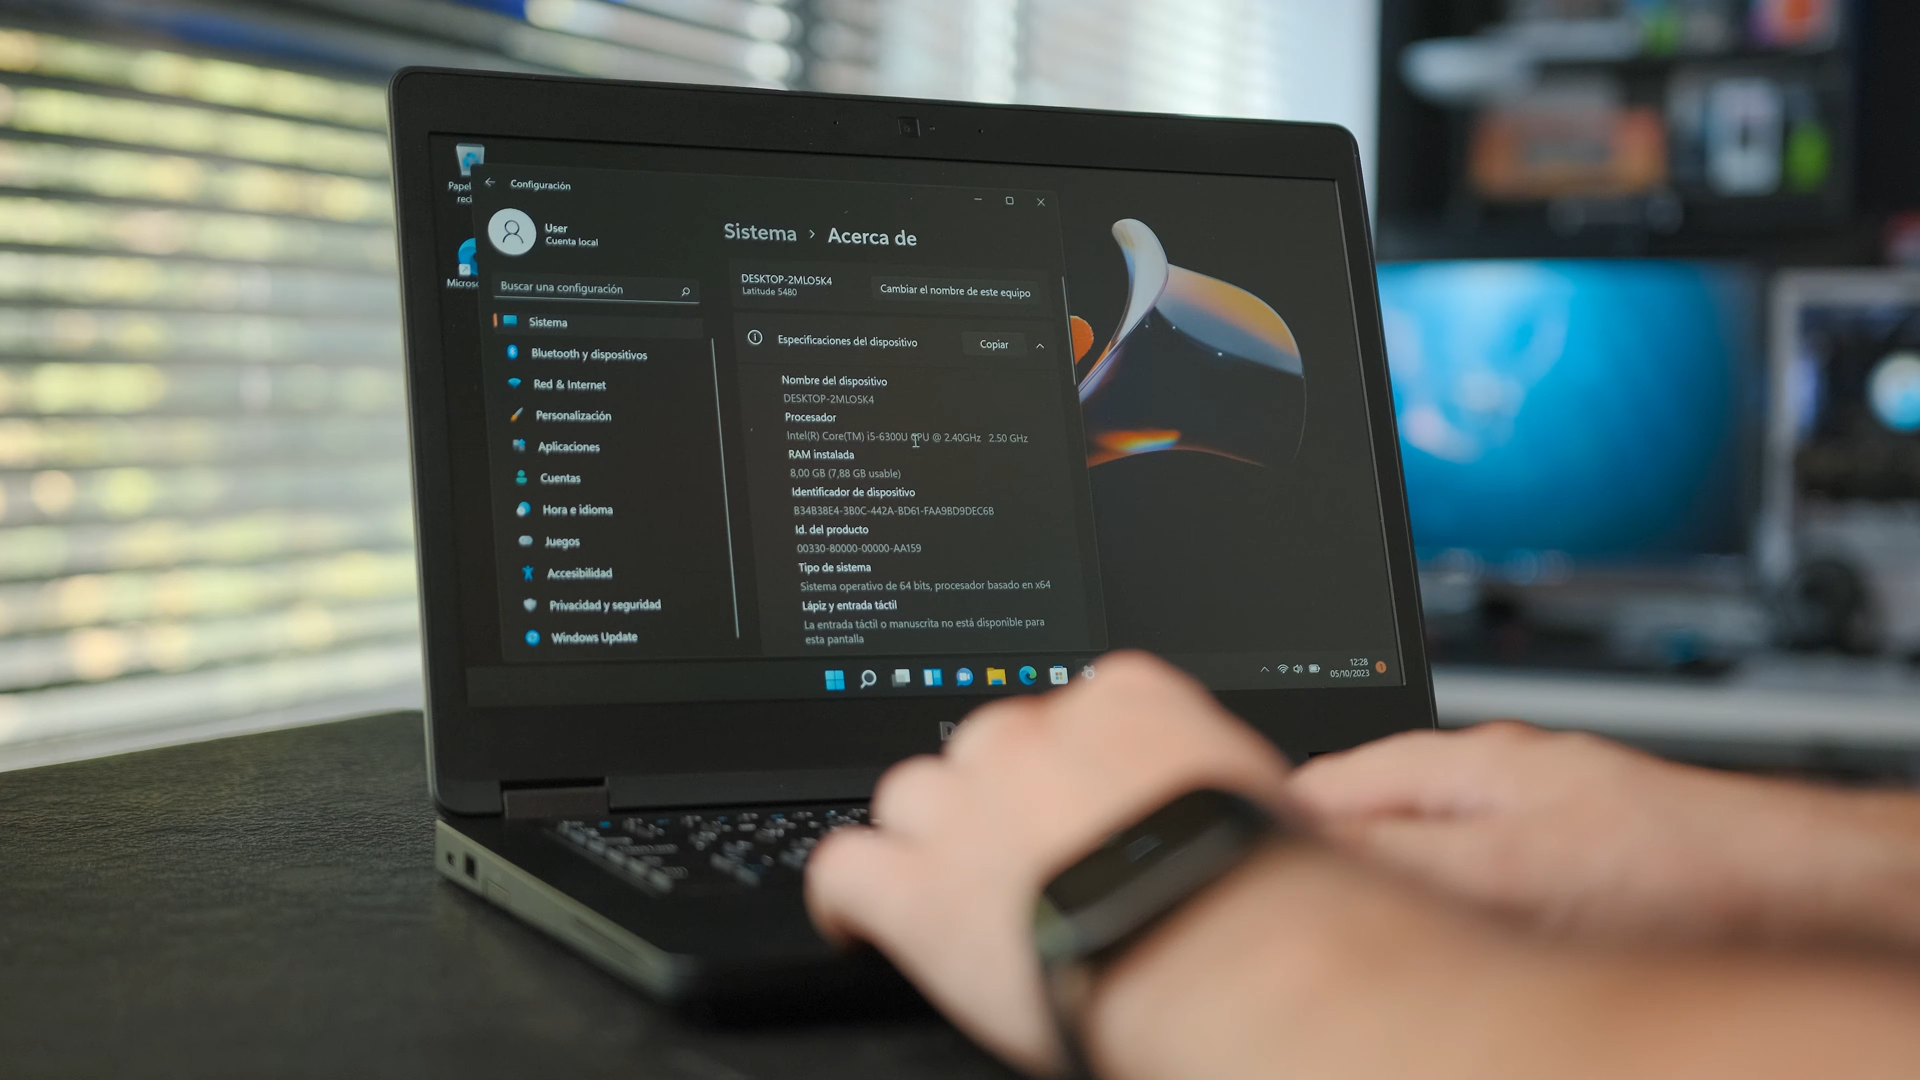 Papel
reci
Microso
Configuración
User
Cuenta local
Buscar una configuración
Sistema
Bluetooth y dispositivos
Red & Internet
Personalización
Aplicaciones
Cuentas
Hora e idioma
Juegos
Accesibilidad
Privacidad y seguridad
Windows Update
Sistema › Acerca de
DESKTOP-2MLO5K4
Latitude 5480
Cambiar el nombre de este equipo
Especificaciones del dispositivo
Copiar
Nombre del dispositivo
DESKTOP-2MLO5K4
Procesador
Intel(R) Core(TM) i5-6300U CPU @ 2.40GHz 2.50 GHz
RAM instalada
8,00 GB (7,88 GB usable)
Identificador de dispositivo
B34B38E4-3B0C-442A-BD61-FAA9BD9DEC6B
Id. del producto
00330-80000-00000-AA159
Tipo de sistema
Sistema operativo de 64 bits, procesador basado en x64
Lápiz y entrada táctil
La entrada táctil o manuscrita no está disponible para
esta pantalla
12:28
05/10/2023